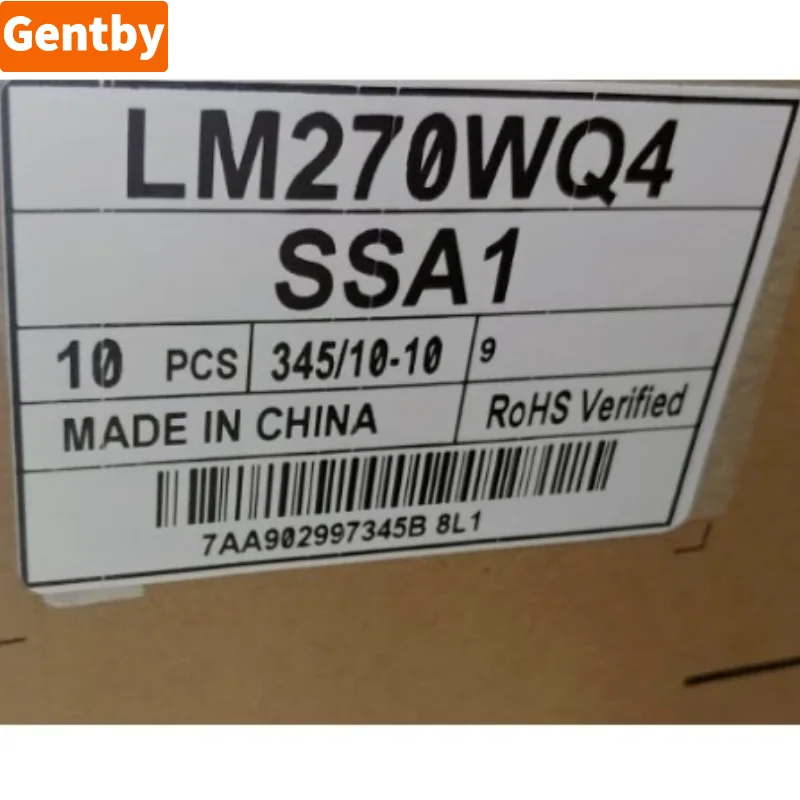 Gentby
LM270WQ4
SSA1
10 PCS 345/10-10 9
MADE IN CHINA RoHS Verified
7AA902997345B 8L1